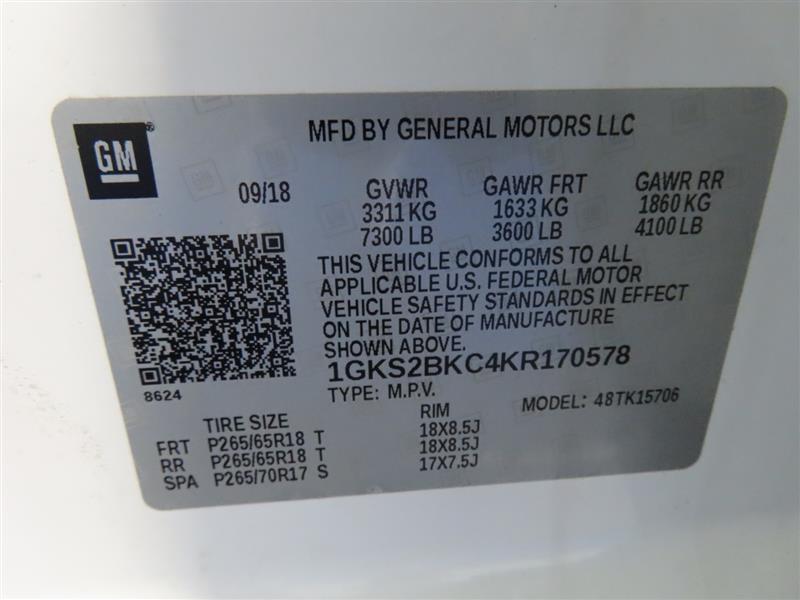 GM
MFD BY GENERAL MOTORS LLC
09/18 GVWR GAWR FRT GAWR RR
3311 KG 1633 KG 1860 KG
7300 LB 3600 LB 4100 LB
THIS VEHICLE CONFORMS TO ALL
APPLICABLE U.S. FEDERAL MOTOR
VEHICLE SAFETY STANDARDS IN EFFECT
ON THE DATE OF MANUFACTURE
SHOWN ABOVE.
1GKS2BKC4KR170578
8624
TYPE: M.P.V. MODEL: 48TK15706
TIRE SIZE RIM
FRT P265/65R18 T 18X8.5J
RR P265/65R18 T 18X8.5J
SPA P265/70R17 S 17X7.5J